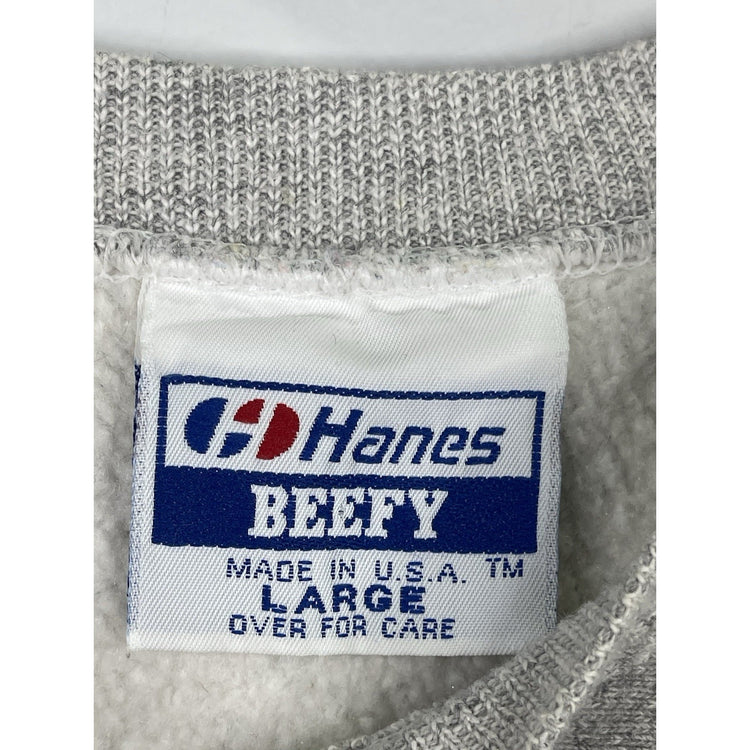 Hanes
BEEFY
MADE IN U.S.A. TM
LARGE
OVER FOR CARE